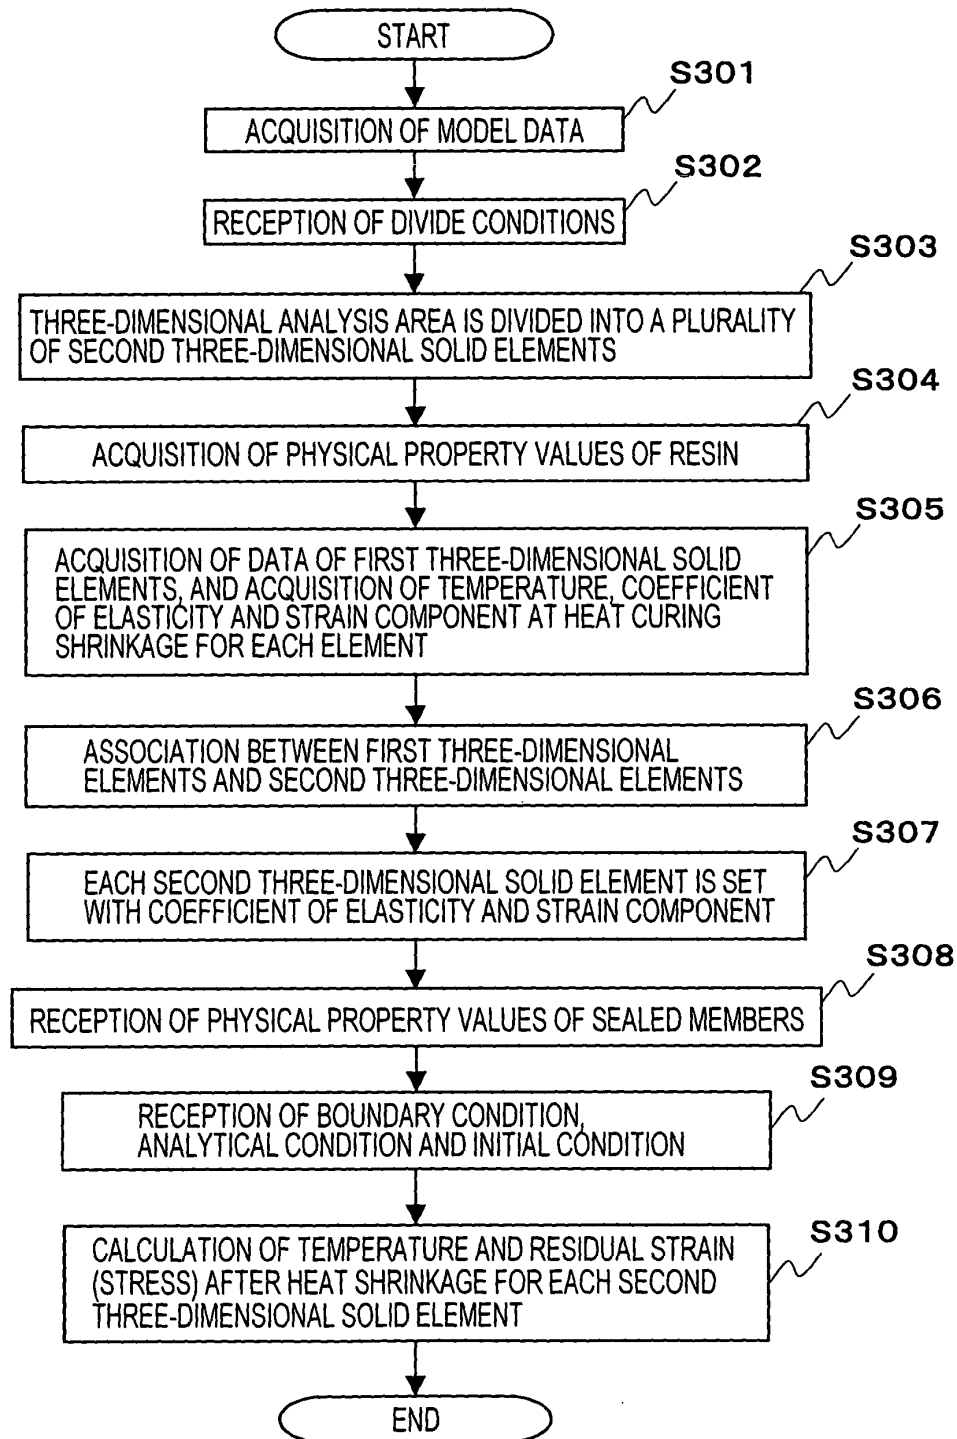 START
S301
ACQUISITION OF MODEL DATA
S302
RECEPTION OF DIVIDE CONDITIONS
S303
THREE-DIMENSIONAL ANALYSIS AREA IS DIVIDED INTO A PLURALITY
OF SECOND THREE-DIMENSIONAL SOLID ELEMENTS
S304
ACQUISITION OF PHYSICAL PROPERTY VALUES OF RESIN
S305
ACQUISITION OF DATA OF FIRST THREE-DIMENSIONAL SOLID
ELEMENTS, AND ACQUISITION OF TEMPERATURE, COEFFICIENT
OF ELASTICITY AND STRAIN COMPONENT AT HEAT CURING
SHRINKAGE FOR EACH ELEMENT
S306
ASSOCIATION BETWEEN FIRST THREE-DIMENSIONAL
ELEMENTS AND SECOND THREE-DIMENSIONAL ELEMENTS
S307
EACH SECOND THREE-DIMENSIONAL SOLID ELEMENT IS SET
WITH COEFFICIENT OF ELASTICITY AND STRAIN COMPONENT
S308
RECEPTION OF PHYSICAL PROPERTY VALUES OF SEALED MEMBERS
S309
RECEPTION OF BOUNDARY CONDITION,
ANALYTICAL CONDITION AND INITIAL CONDITION
S310
CALCULATION OF TEMPERATURE AND RESIDUAL STRAIN
(STRESS) AFTER HEAT SHRINKAGE FOR EACH SECOND
THREE-DIMENSIONAL SOLID ELEMENT
END